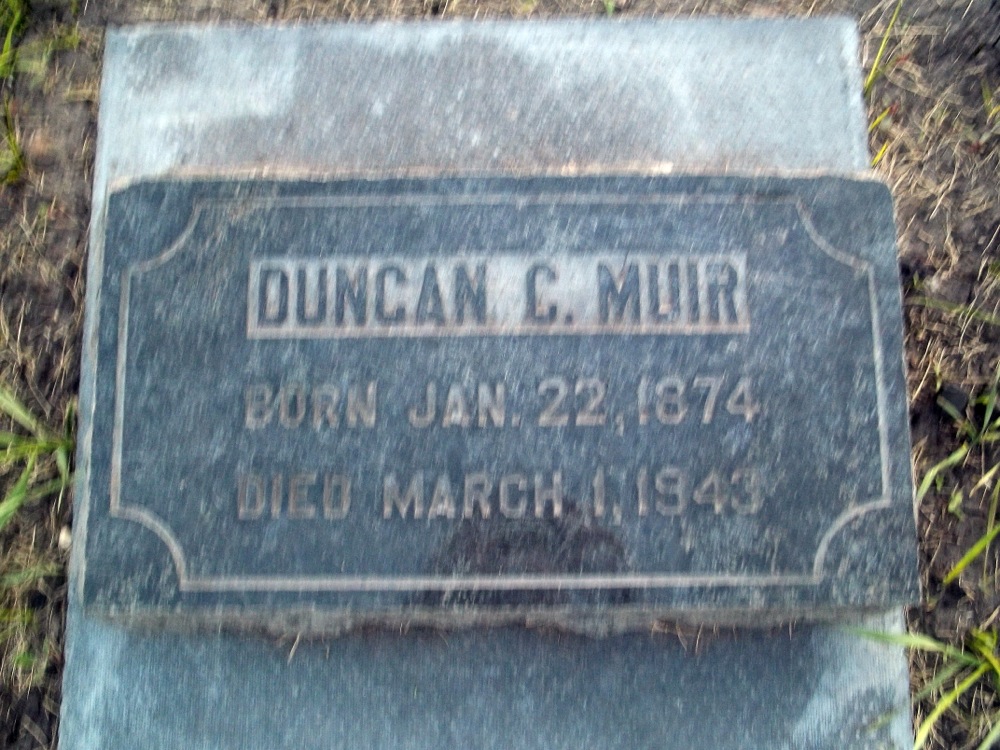 DUNCAN C. MUIR
BORN JAN. 22, 1874
DIED MARCH 1, 1943